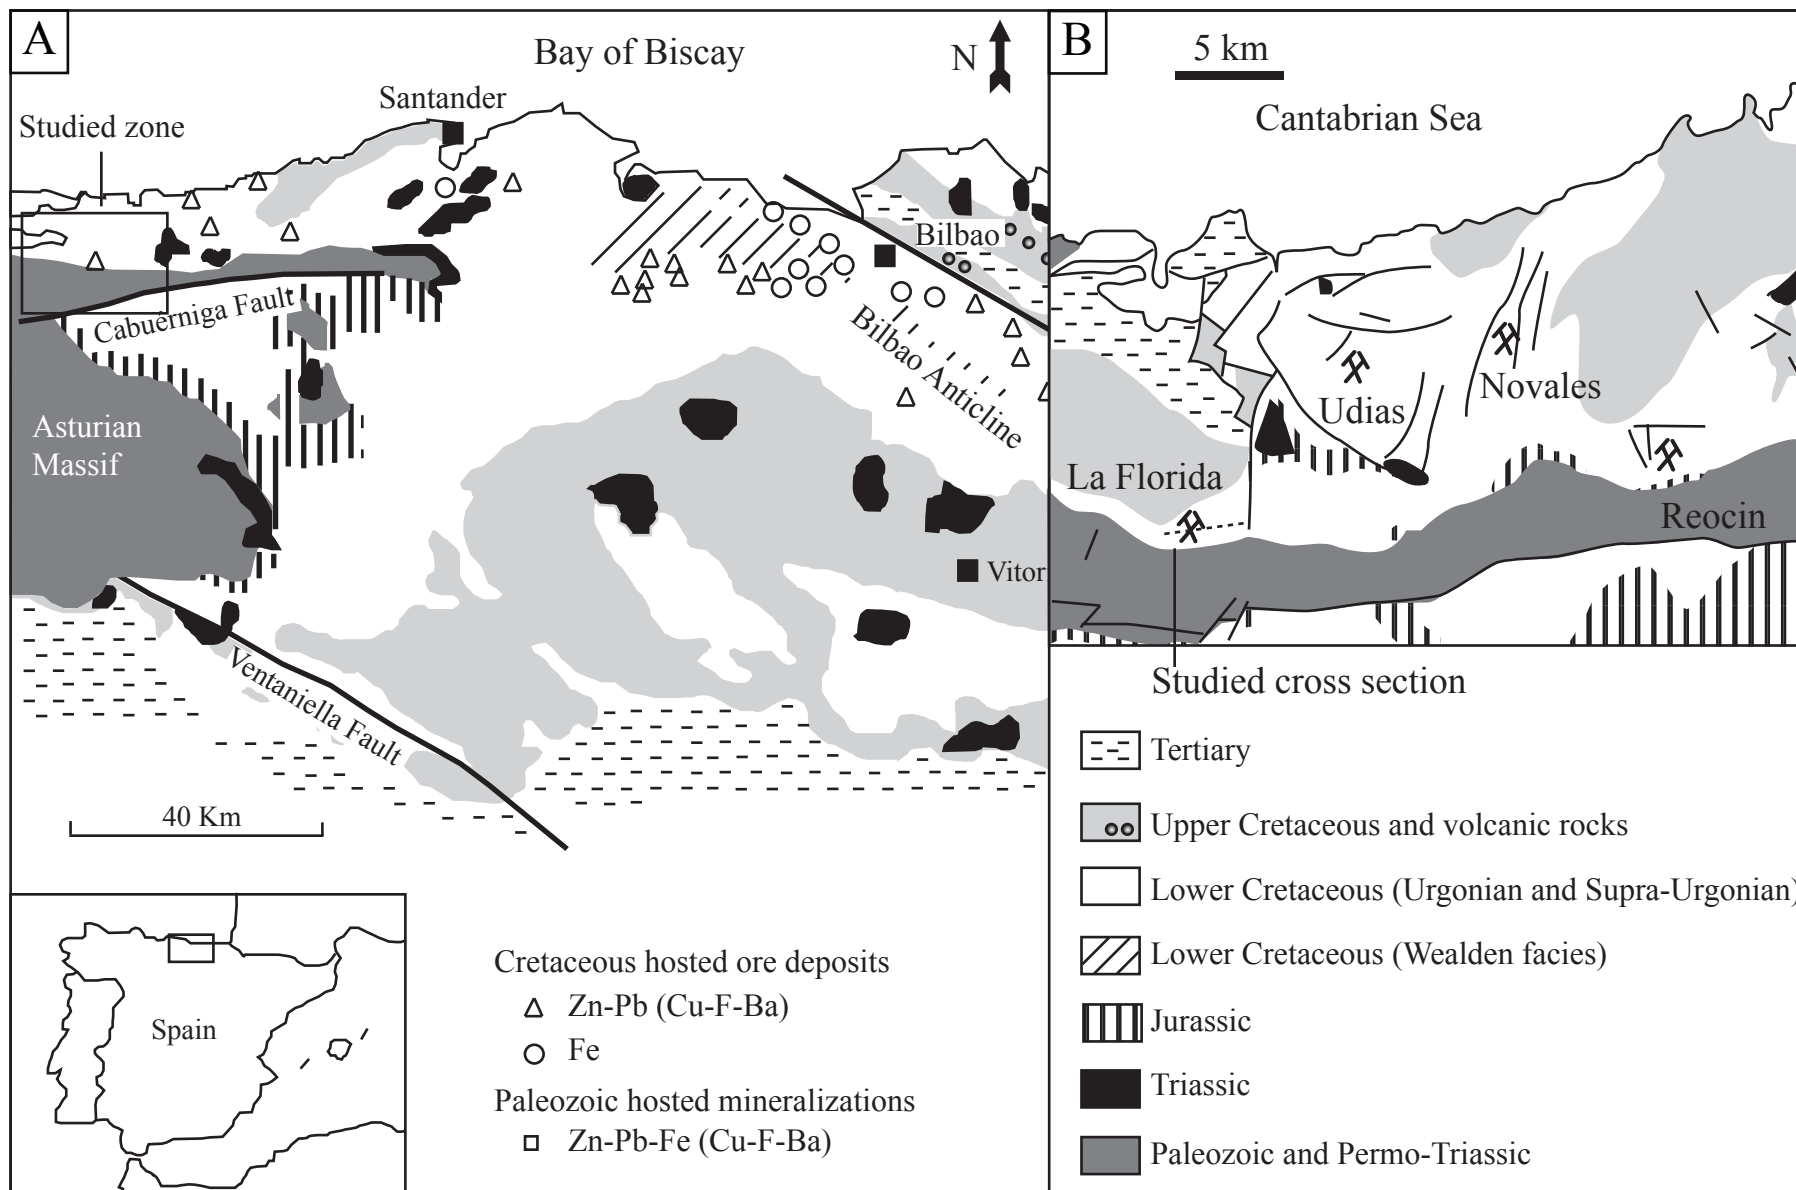 A
Bay of Biscay
N
Santander
Studied zone
Bilbao
Cabuérniga Fault
Bilbao Anticline
Asturian
Massif
Vitor
Ventaniella Fault
40 Km
Spain
Cretaceous hosted ore deposits
Zn-Pb (Cu-F-Ba)
Fe
Paleozoic hosted mineralizations
Zn-Pb-Fe (Cu-F-Ba)
B
5 km
Cantabrian Sea
Novales
Udias
La Florida
Reocin
Studied cross section
Tertiary
Upper Cretaceous and volcanic rocks
Lower Cretaceous (Urgonian and Supra-Urgonian)
Lower Cretaceous (Wealden facies)
Jurassic
Triassic
Paleozoic and Permo-Triassic